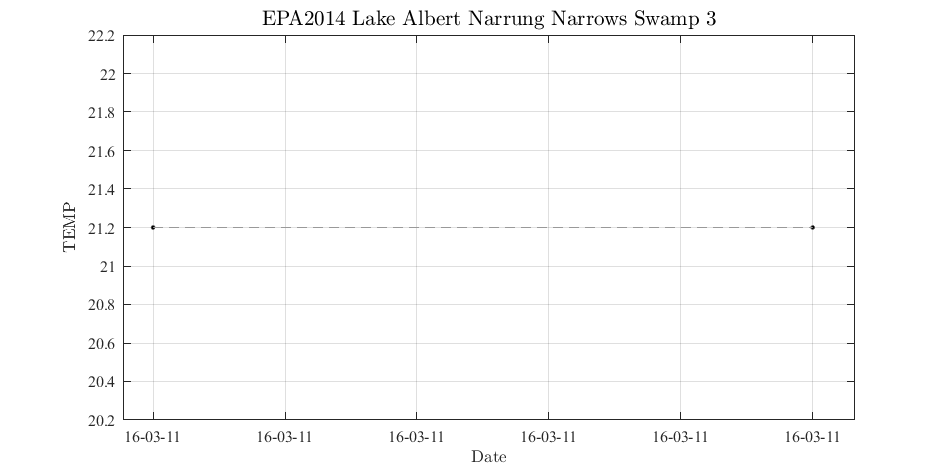 EPA2014 Lake Albert Narrung Narrows Swamp 3
22.2
22
21.8
21.6
21.4
21.2
21
20.8
20.6
20.4
20.2
TEMP
16-03-11 16-03-11 16-03-11 16-03-11 16-03-11 16-03-11
Date